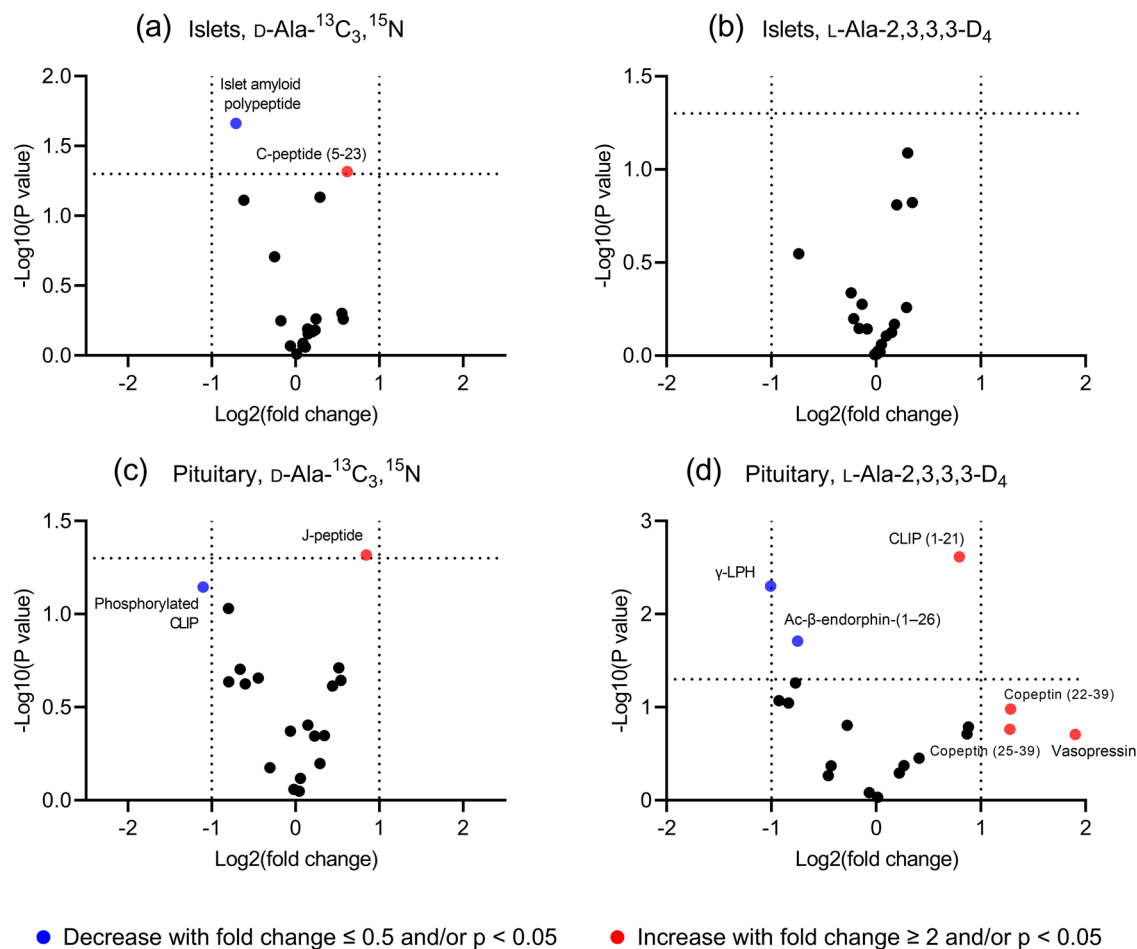 (a) Islets, D-Ala-¹³C₃,¹⁵N
2.0
1.5
1.0
0.5
0.0
-Log10(P value)
Islet amyloid
polypeptide
C-peptide (5-23)
-2 -1 0 1 2
Log2(fold change)
(b) Islets, L-Ala-2,3,3,3-D₄
1.5
1.0
0.5
0.0
-Log10(P value)
-2 -1 0 1 2
Log2(fold change)
(c) Pituitary, D-Ala-¹³C₃,¹⁵N
1.5
1.0
0.5
0.0
-Log10(P value)
J-peptide
Phosphorylated
CLIP
-2 -1 0 1 2
Log2(fold change)
(d) Pituitary, L-Ala-2,3,3,3-D₄
3
2
1
0
-Log10(P value)
CLIP (1-21)
γ-LPH
Ac-β-endorphin-(1–26)
Copeptin (22-39)
Copeptin (25-39)
Vasopressin
-2 -1 0 1 2
Log2(fold change)
Decrease with fold change ≤ 0.5 and/or p < 0.05
Increase with fold change ≥ 2 and/or p < 0.05